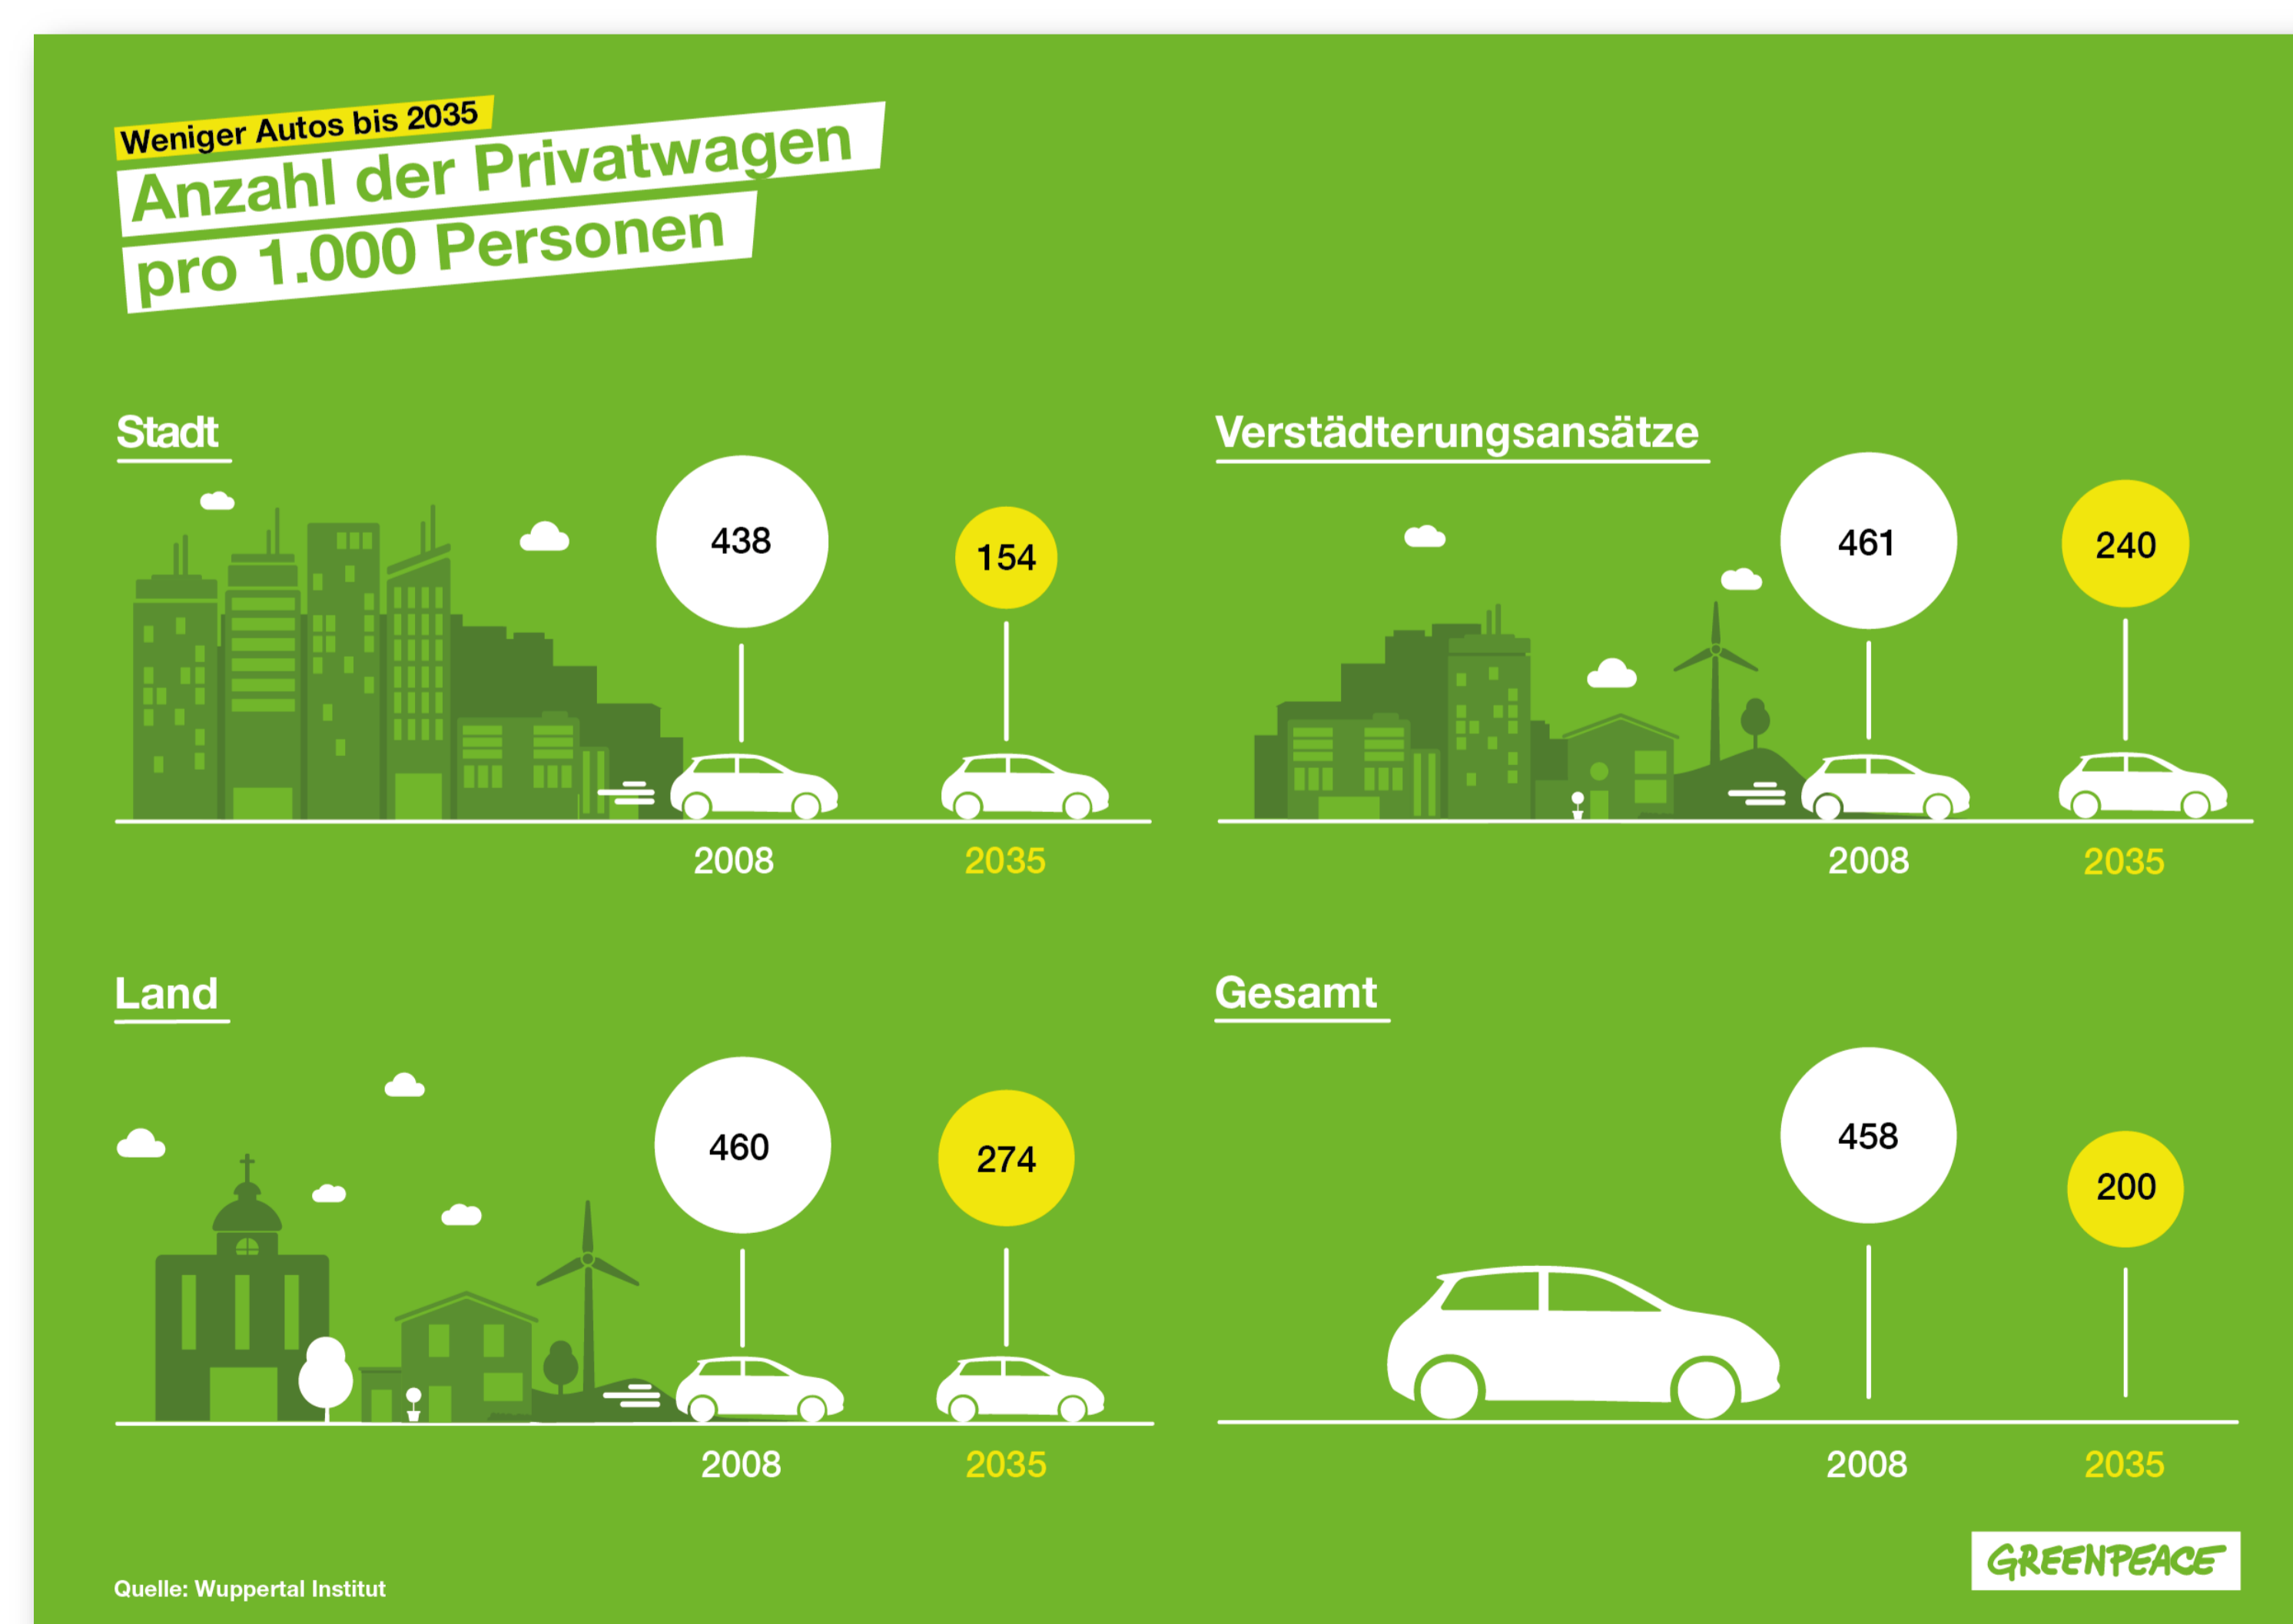 Weniger Autos bis 2035
Anzahl der Privatwagen
pro 1.000 Personen
Stadt
438
154
2008
2035
Verstädterungsansätze
461
240
2008
2035
Land
460
274
2008
2035
Gesamt
458
200
2008
2035
Quelle: Wuppertal Institut
GREENPEACE